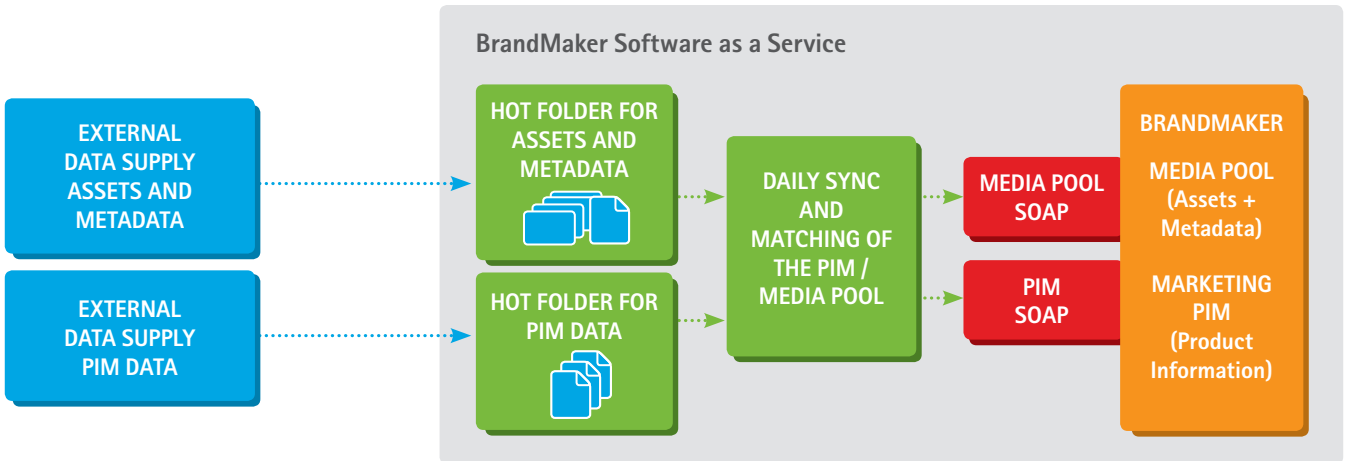 BrandMaker Software as a Service
EXTERNAL
DATA SUPPLY
ASSETS AND
METADATA
EXTERNAL
DATA SUPPLY
PIM DATA
HOT FOLDER FOR
ASSETS AND
METADATA
HOT FOLDER FOR
PIM DATA
DAILY SYNC
AND
MATCHING OF
THE PIM /
MEDIA POOL
MEDIA POOL
SOAP
PIM
SOAP
BRANDMAKER
MEDIA POOL
(Assets +
Metadata)
MARKETING
PIM
(Product
Information)